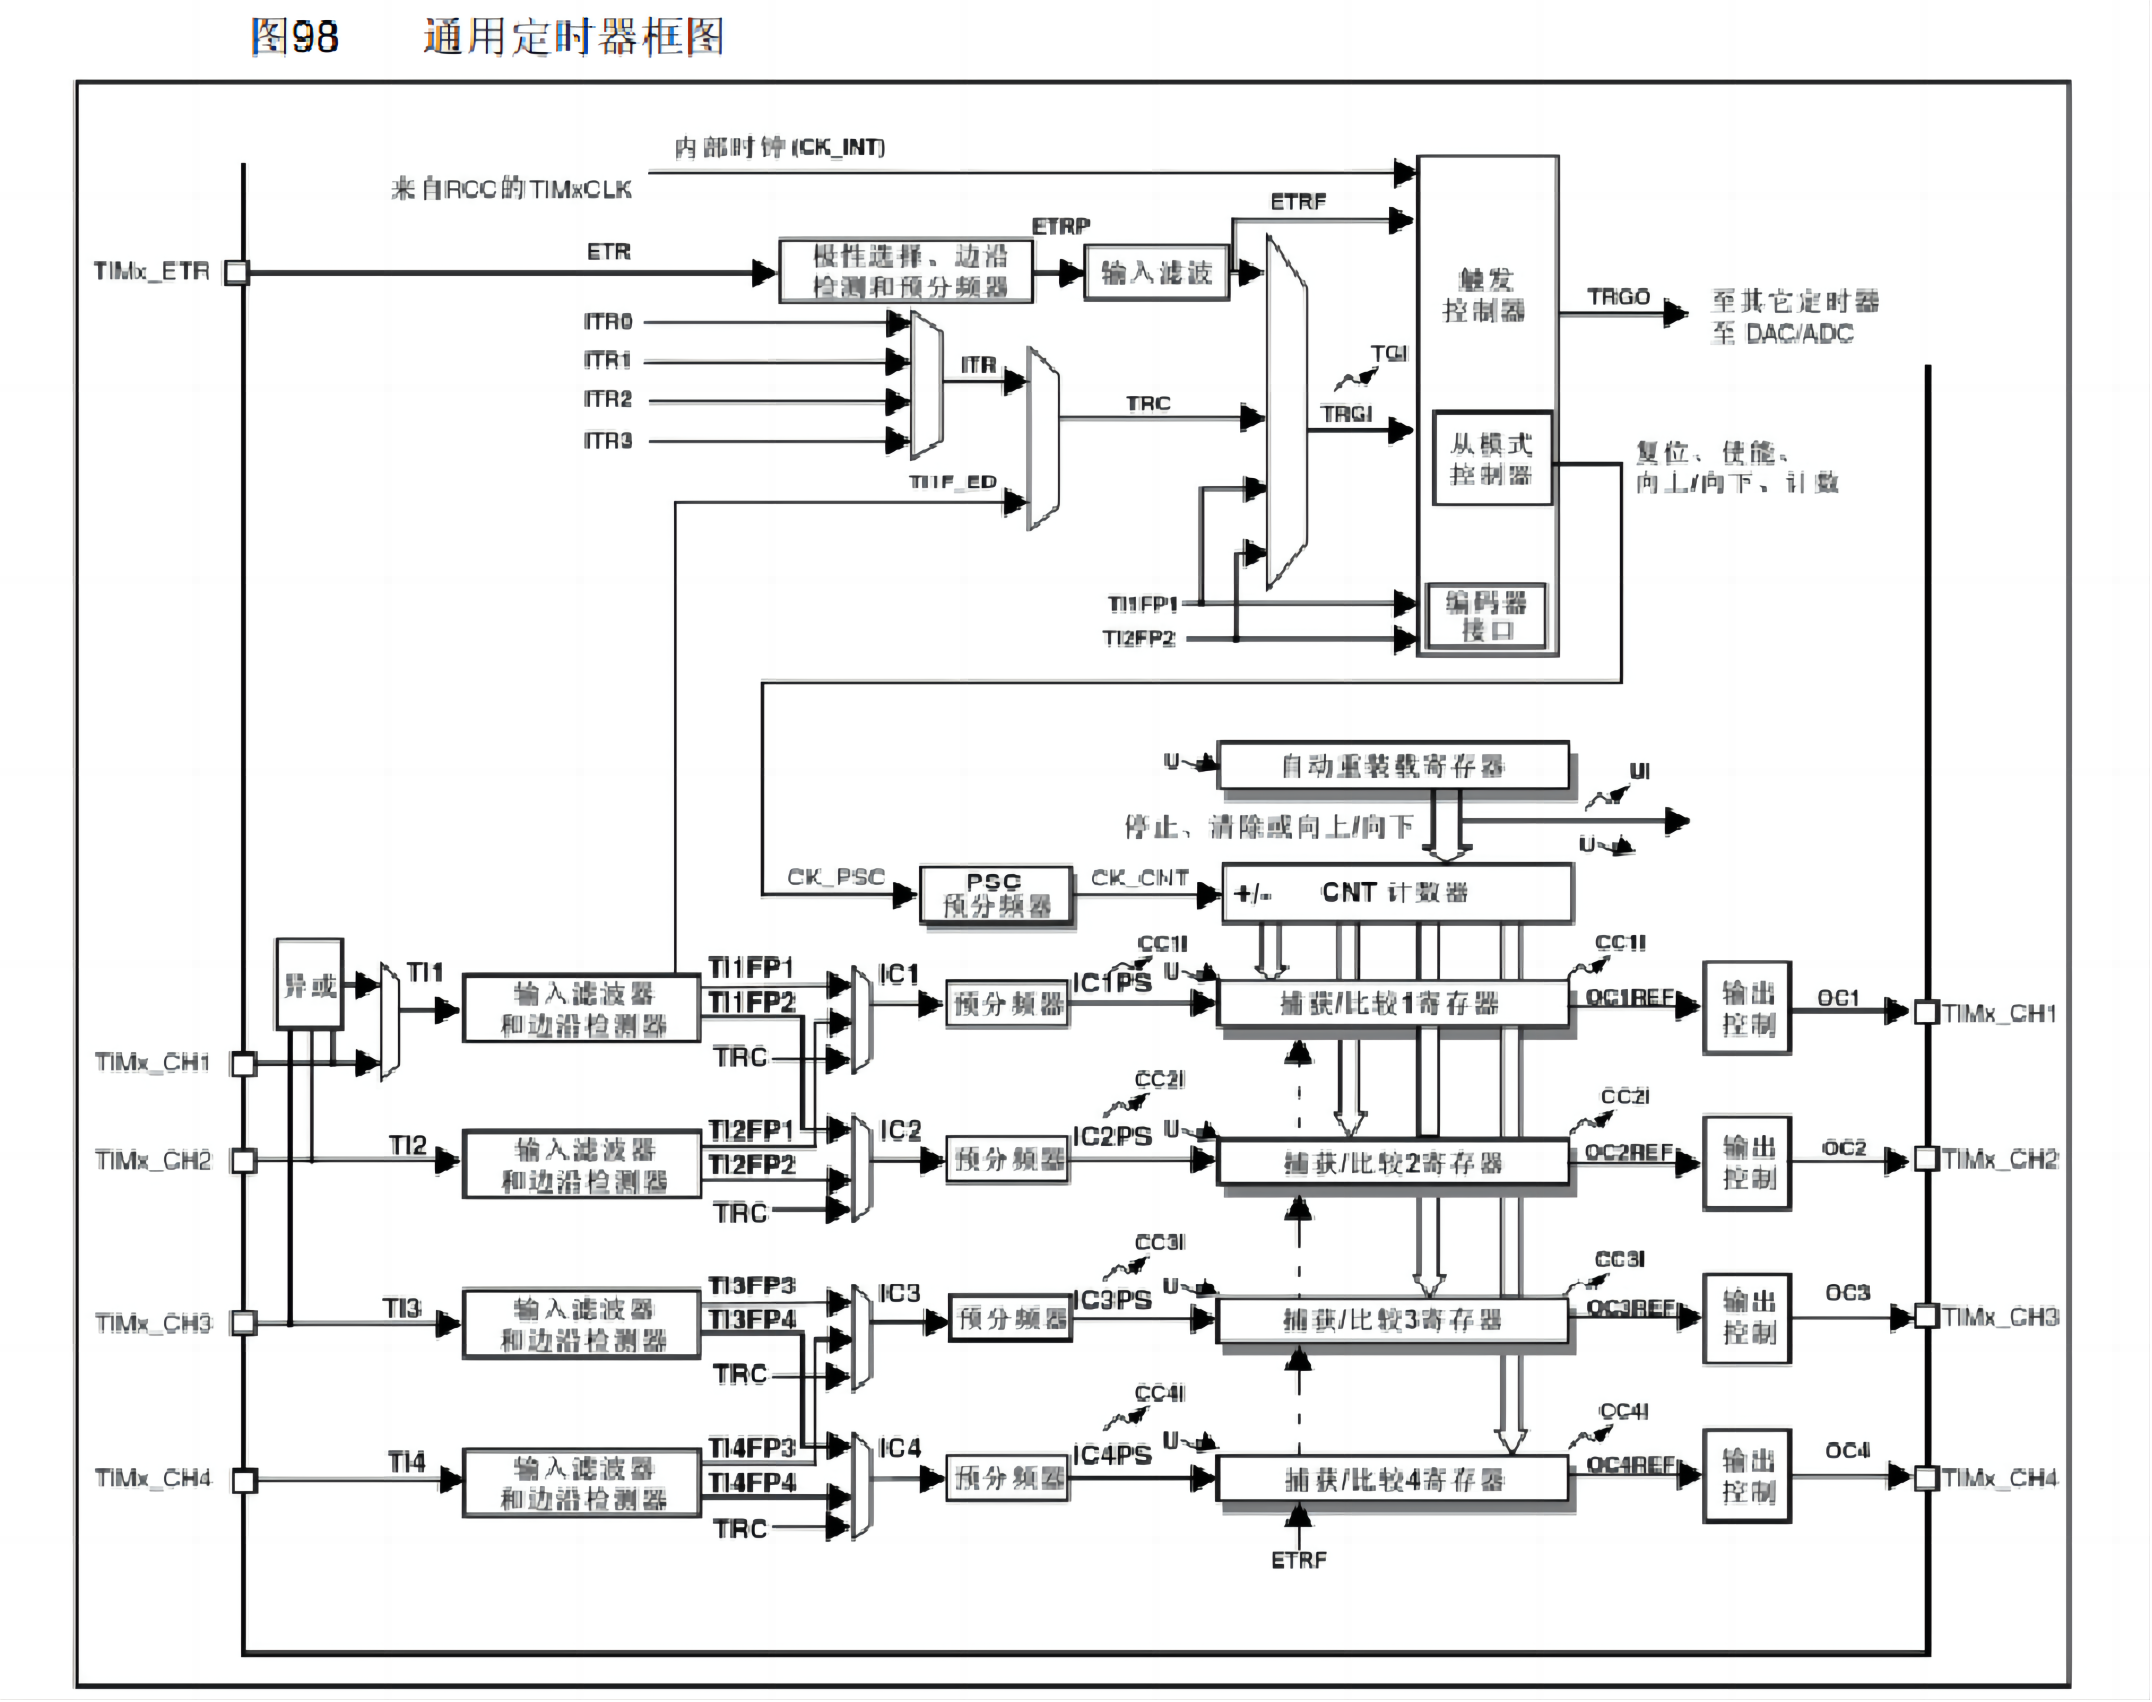 图98 通用定时器框图
内部时钟(CK_INT)
来自RCC的TIMxCLK
ETRF
ETRP
ETR
TIMx_ETR
极性选择、边沿
检测和预分频器
输入滤波
触发
控制器
TRGO
至其它定时器
至 DAC/ADC
ITR0
ITR1
ITR2
ITR3
ITR
TRC
TI1F_ED
TGI
TRGI
从模式
控制器
复位、使能、
向上/向下、计数
TI1FP1
TI2FP2
编码器
接口
U
自动重装载寄存器
UI
停止、清除或向上/向下
U
CK_PSC
PSC
预分频器
CK_CNT
+/-
CNT 计数器
异或
TI1
输入滤波器
和边沿检测器
TI1FP1
TI1FP2
TRC
IC1
预分频器
CC1I
IC1PS
U
捕获/比较1寄存器
CC1I
OC1REF
输出
控制
OC1
TIMx_CH1
TIMx_CH1
TIMx_CH2
TI2
输入滤波器
和边沿检测器
TI2FP1
TI2FP2
TRC
IC2
预分频器
CC2I
IC2PS
U
捕获/比较2寄存器
CC2I
OC2REF
输出
控制
OC2
TIMx_CH2
TIMx_CH3
TI3
输入滤波器
和边沿检测器
TI3FP3
TI3FP4
TRC
IC3
预分频器
CC3I
IC3PS
U
捕获/比较3寄存器
CC3I
OC3REF
输出
控制
OC3
TIMx_CH3
TIMx_CH4
TI4
输入滤波器
和边沿检测器
TI4FP3
TI4FP4
TRC
IC4
预分频器
CC4I
IC4PS
U
捕获/比较4寄存器
CC4I
OC4REF
输出
控制
OC4
TIMx_CH4
ETRF